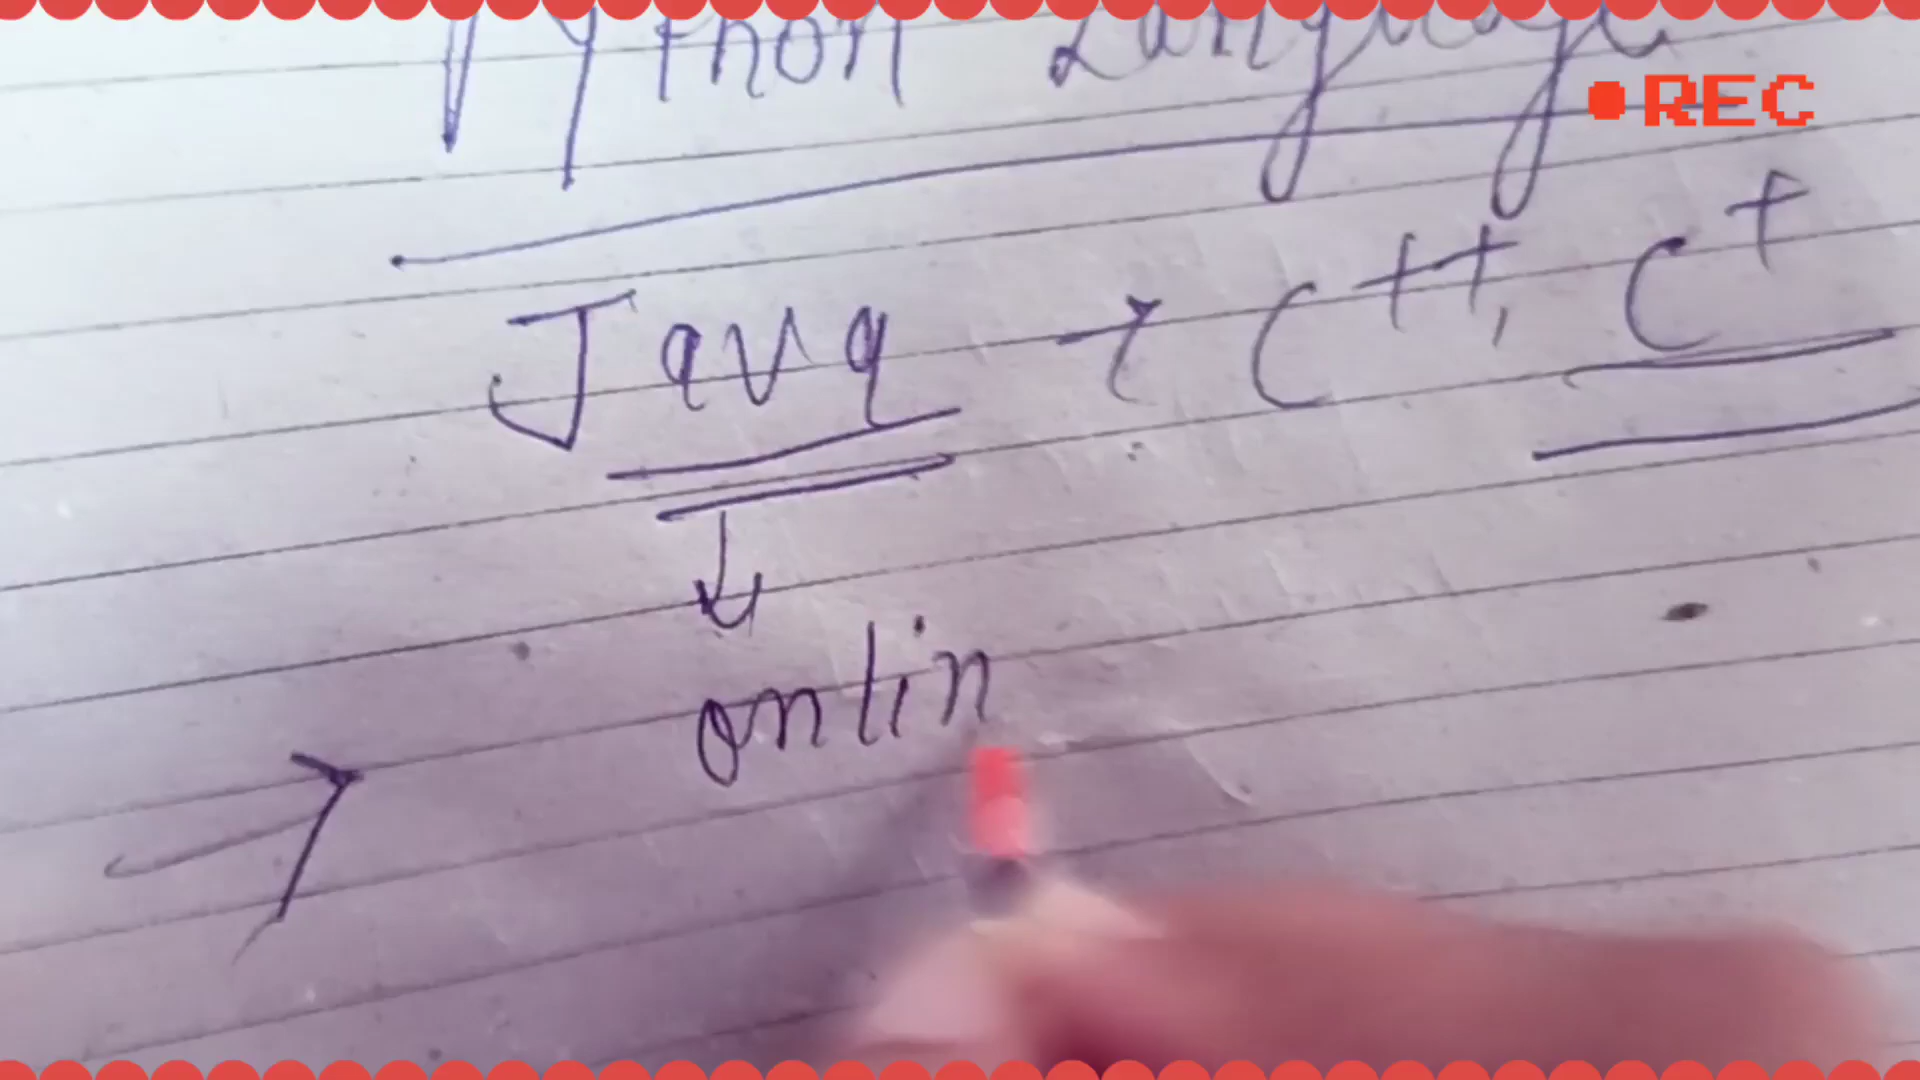 Python Language
REC
Java → C++, C+
onlin